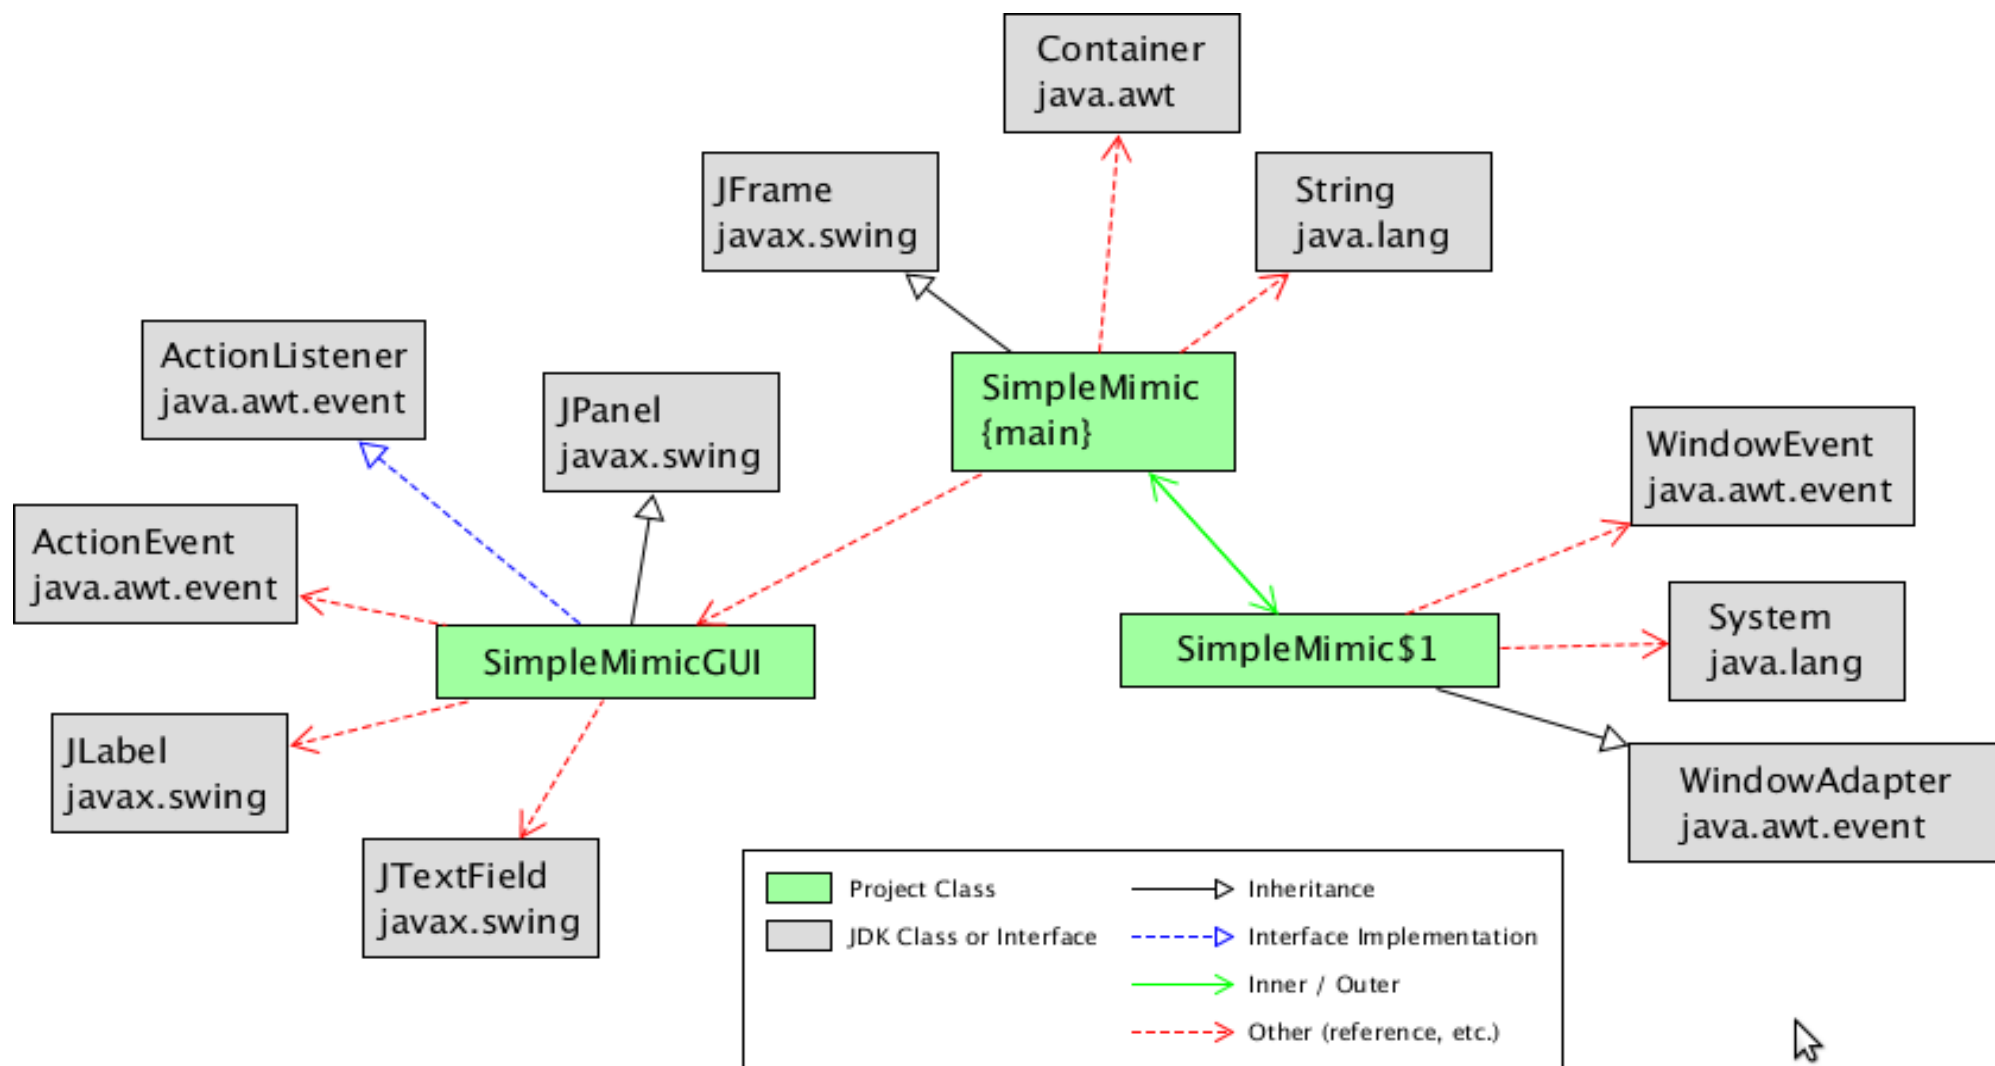 Container
java.awt
JFrame
javax.swing
String
java.lang
ActionListener
java.awt.event
JPanel
javax.swing
SimpleMimic
{main}
WindowEvent
java.awt.event
ActionEvent
java.awt.event
SimpleMimicGUI
SimpleMimic$1
System
java.lang
JLabel
javax.swing
WindowAdapter
java.awt.event
JTextField
javax.swing
Project Class
JDK Class or Interface
Inheritance
Interface Implementation
Inner / Outer
Other (reference, etc.)